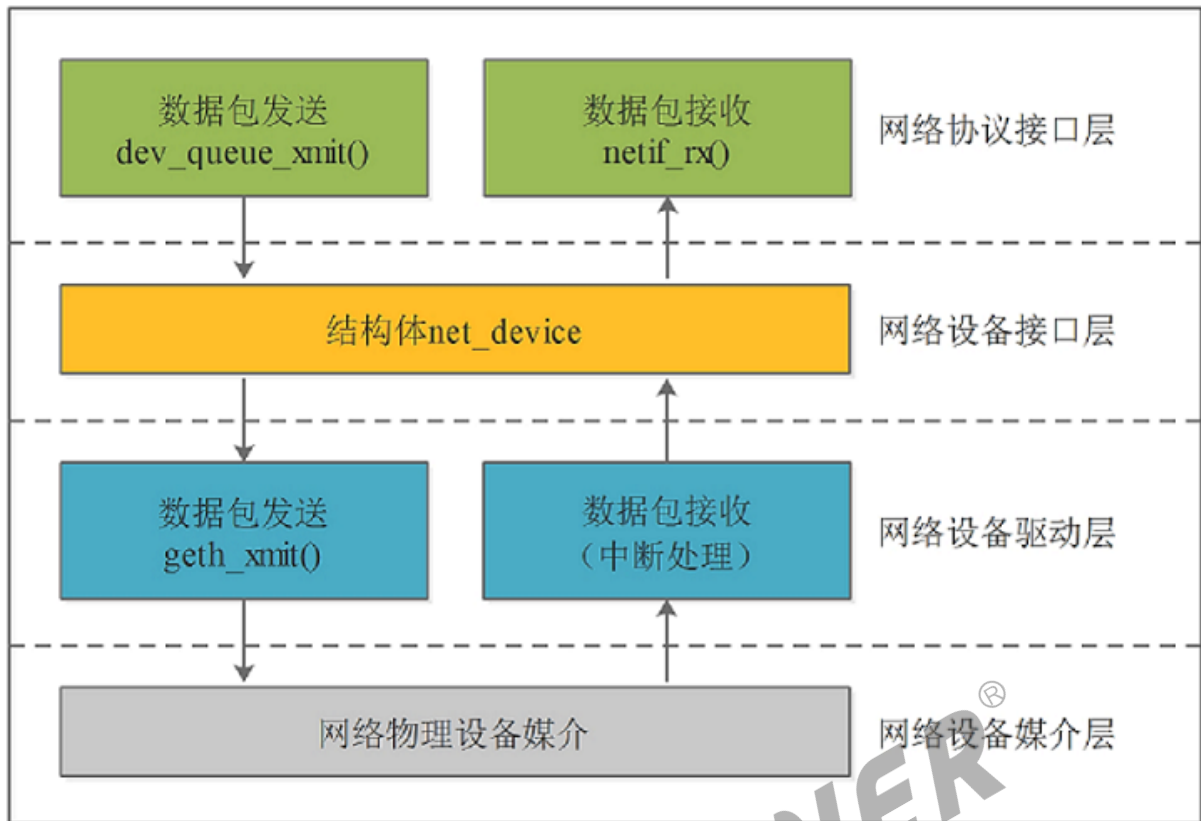 数据包发送
dev_queue_xmit()
数据包接收
netif_rx()
网络协议接口层
结构体net_device
网络设备接口层
数据包发送
geth_xmit()
数据包接收
（中断处理）
网络设备驱动层
网络物理设备媒介
网络设备媒介层
NER®